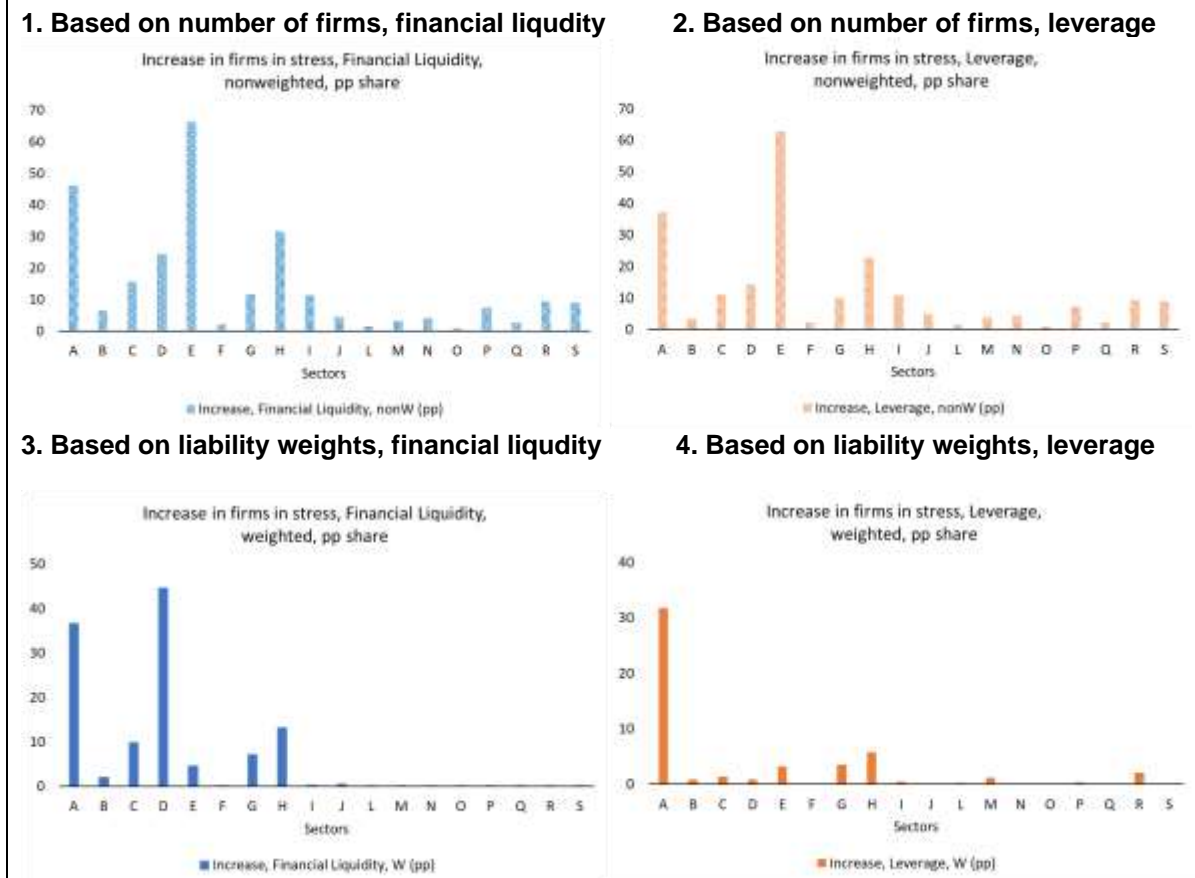 1. Based on number of firms, financial liqudity
2. Based on number of firms, leverage
Increase in firms in stress, Financial Liquidity,
nonweighted, pp share
70
60
50
40
30
20
10
0
A B C D E F G H I J L M N O P Q R S
Sectors
Increase, Financial Liquidity, nonW (pp)
Increase in firms in stress, Leverage,
nonweighted, pp share
70
60
50
40
30
20
10
0
A B C D E F G H I J L M N O P Q R S
Sectors
Increase, Leverage, nonW (pp)
3. Based on liability weights, financial liqudity
4. Based on liability weights, leverage
Increase in firms in stress, Financial Liquidity,
weighted, pp share
50
40
30
20
10
0
A B C D E F G H I J L M N O P Q R S
Sectors
Increase, Financial Liquidity, W (pp)
Increase in firms in stress, Leverage,
weighted, pp share
40
30
20
10
0
A B C D E F G H I J L M N O P Q R S
Sectors
Increase, Leverage, W (pp)